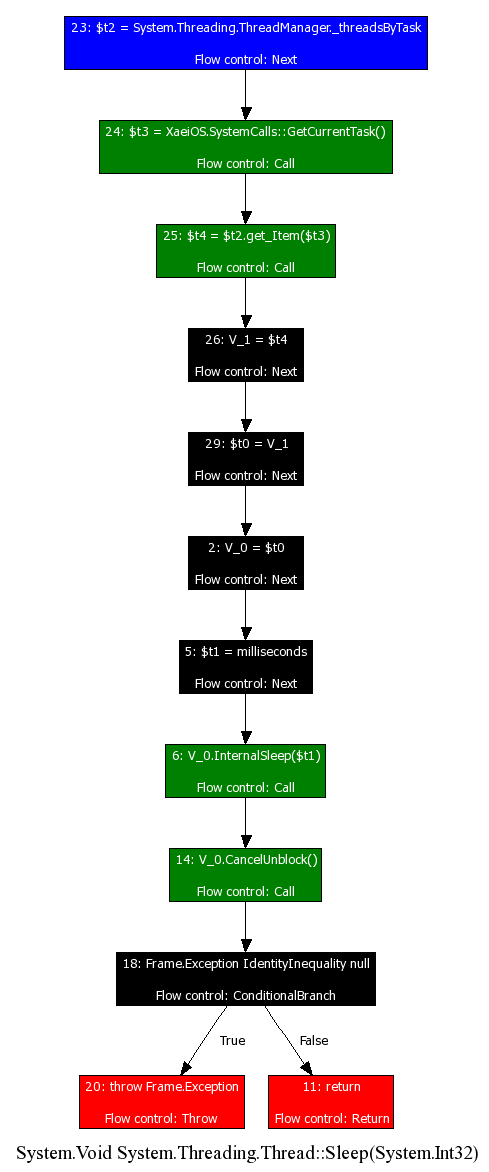 23: $t2 = System.Threading.ThreadManager._threadsByTask
Flow control: Next
24: $t3 = XaeiOS.SystemCalls::GetCurrentTask()
Flow control: Call
25: $t4 = $t2.get_Item($t3)
Flow control: Call
26: V_1 = $t4
Flow control: Next
29: $t0 = V_1
Flow control: Next
2: V_0 = $t0
Flow control: Next
5: $t1 = milliseconds
Flow control: Next
6: V_0.InternalSleep($t1)
Flow control: Call
14: V_0.CancelUnblock()
Flow control: Call
18: Frame.Exception IdentityInequality null
Flow control: ConditionalBranch
True
False
20: throw Frame.Exception
Flow control: Throw
11: return
Flow control: Return
System.Void System.Threading.Thread::Sleep(System.Int32)